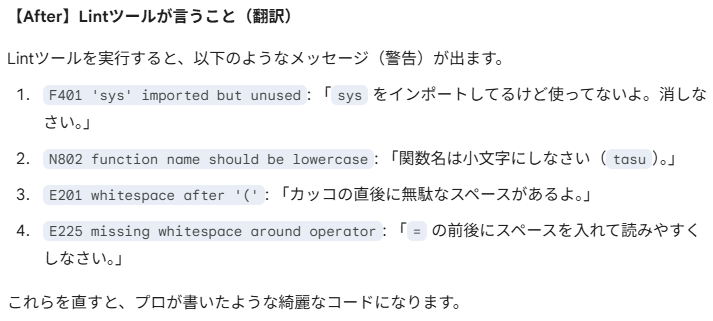 【After】Lintツールが言うこと（翻訳）
Lintツールを実行すると、以下のようなメッセージ（警告）が出ます。
1. F401 'sys' imported but unused: 「sys をインポートしてるけど使ってないよ。消しな
さい。」
2. N802 function name should be lowercase: 「関数名は小文字にしなさい（tasu）。」
3. E201 whitespace after '(': 「カッコの直後に無駄なスペースがあるよ。」
4. E225 missing whitespace around operator: 「= の前後にスペースを入れて読みやすく
しなさい。」
これらを直すと、プロが書いたような綺麗なコードになります。